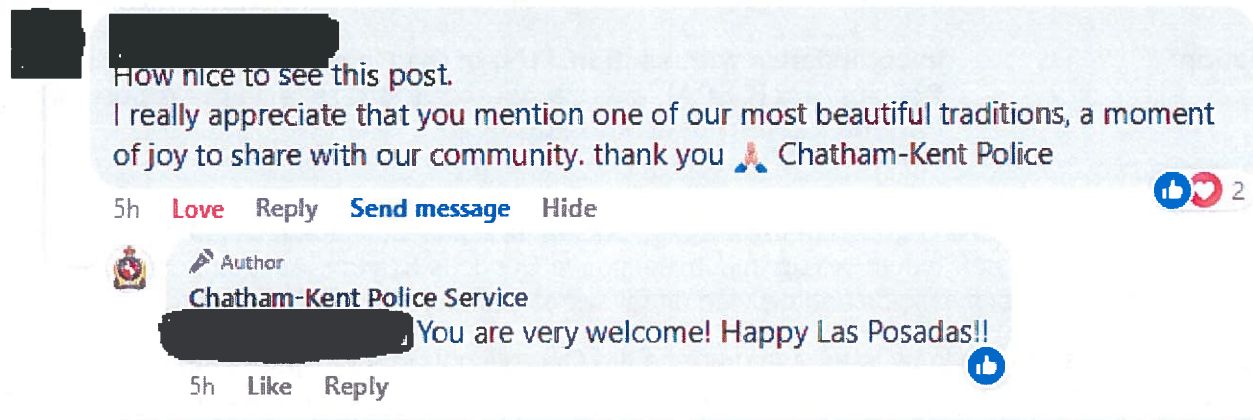 How nice to see this post.
I really appreciate that you mention one of our most beautiful traditions, a moment
of joy to share with our community. thank you 🙏 Chatham-Kent Police
2
5h Love Reply Send message Hide
Author
Chatham-Kent Police Service
You are very welcome! Happy Las Posadas!!
5h Like Reply